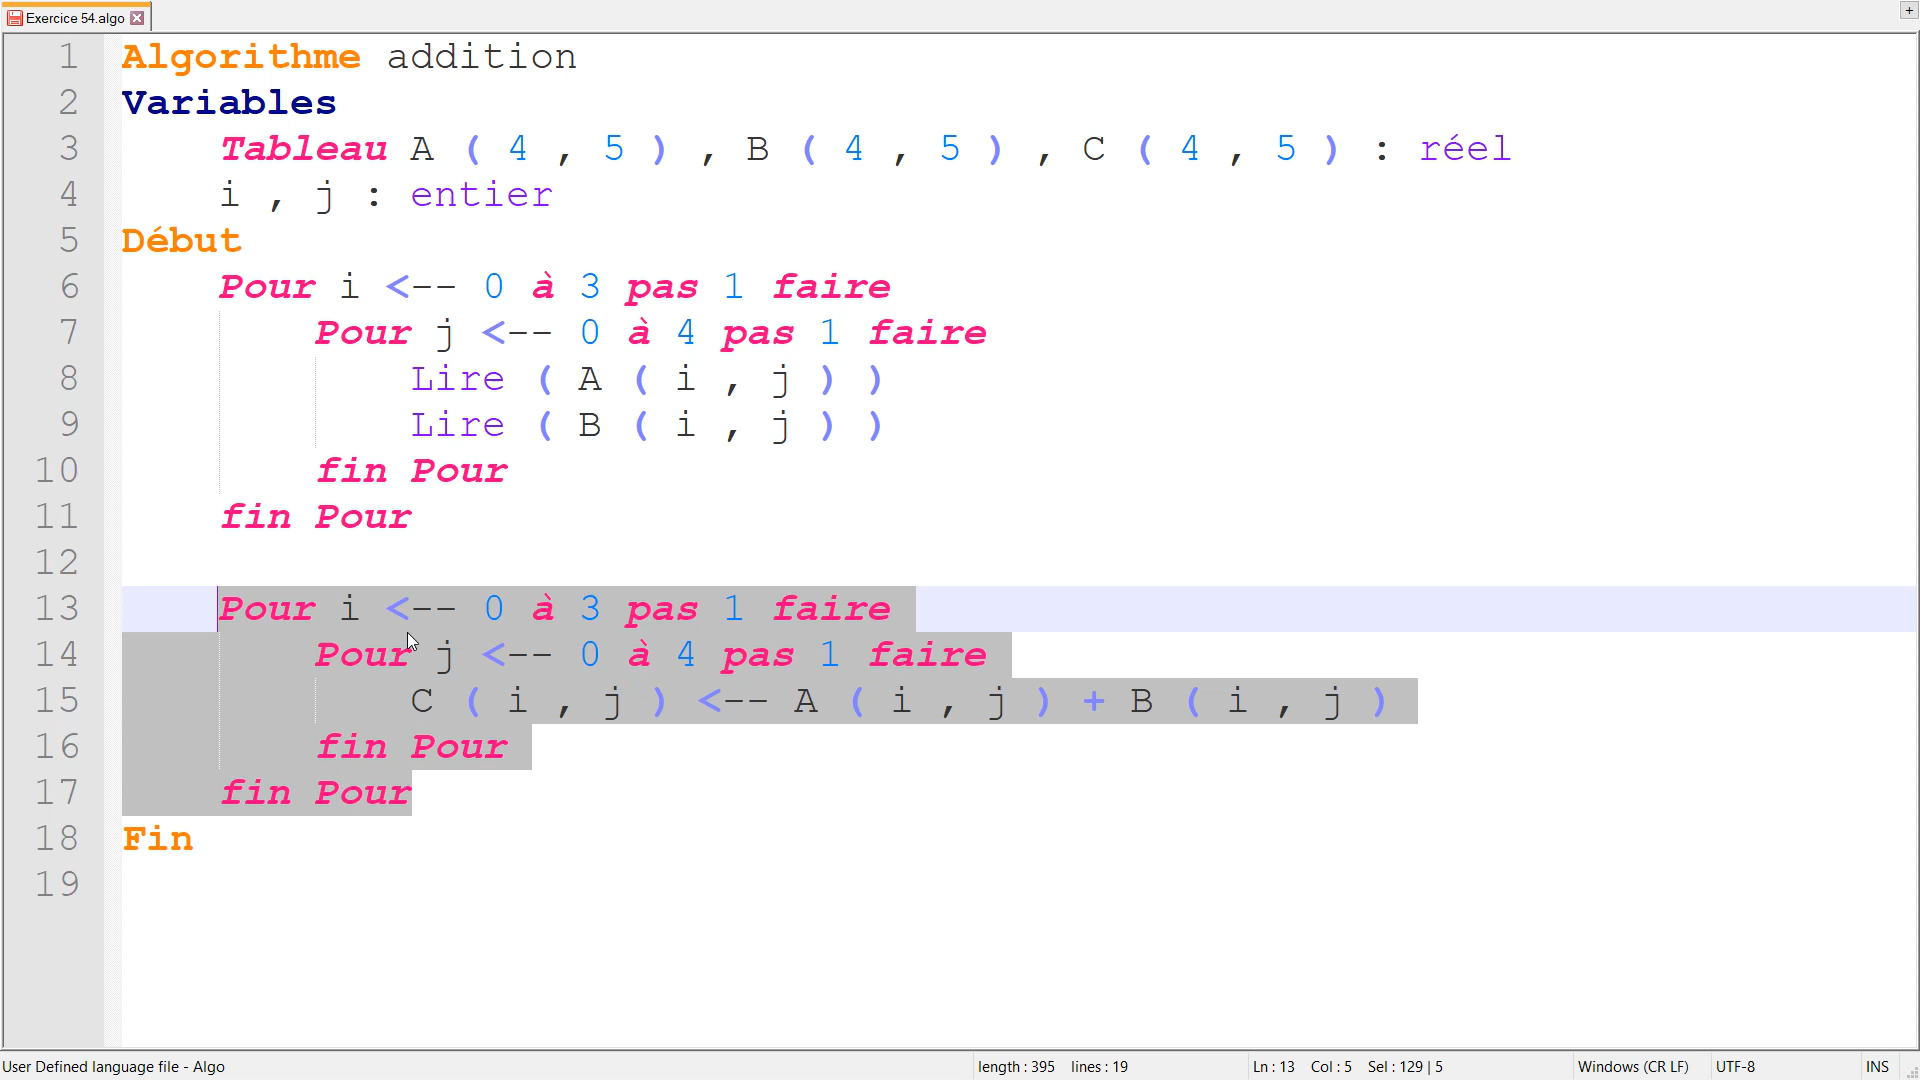 Exercice 54.algo
+
1 Algorithme addition
2 Variables
3 Tableau A ( 4 , 5 ) , B ( 4 , 5 ) , C ( 4 , 5 ) : réel
4 i , j : entier
5 Début
6 Pour i <-- 0 à 3 pas 1 faire
7 Pour j <-- 0 à 4 pas 1 faire
8 Lire ( A ( i , j ) )
9 Lire ( B ( i , j ) )
10 fin Pour
11 fin Pour
12
13 Pour i <-- 0 à 3 pas 1 faire
14 Pour j <-- 0 à 4 pas 1 faire
15 C ( i , j ) <-- A ( i , j ) + B ( i , j )
16 fin Pour
17 fin Pour
18 Fin
19
User Defined language file - Algo length : 395 lines : 19 Ln : 13 Col : 5 Sel : 129 | 5 Windows (CR LF) UTF-8 INS